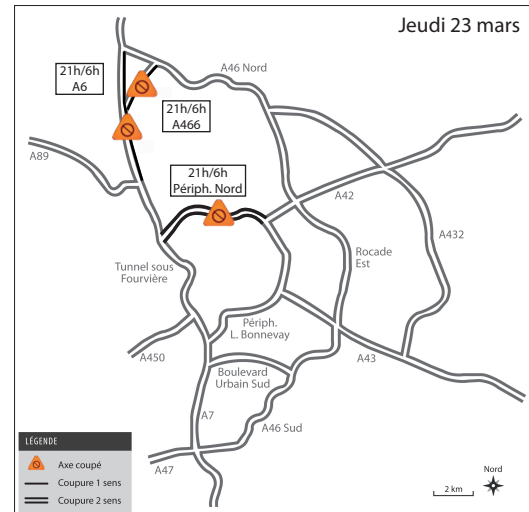 Jeudi 23 mars
21h/6h
A6
A46 Nord
21h/6h
A466
A89
21h/6h
Périph. Nord
A42
A432
Rocade
Est
Tunnel sous
Fourvière
Périph.
L. Bonnevay
A450
A43
Boulevard
Urbain Sud
A7
A46 Sud
A47
LÉGENDE
Axe coupé
Coupure 1 sens
Coupure 2 sens
Nord
2 km